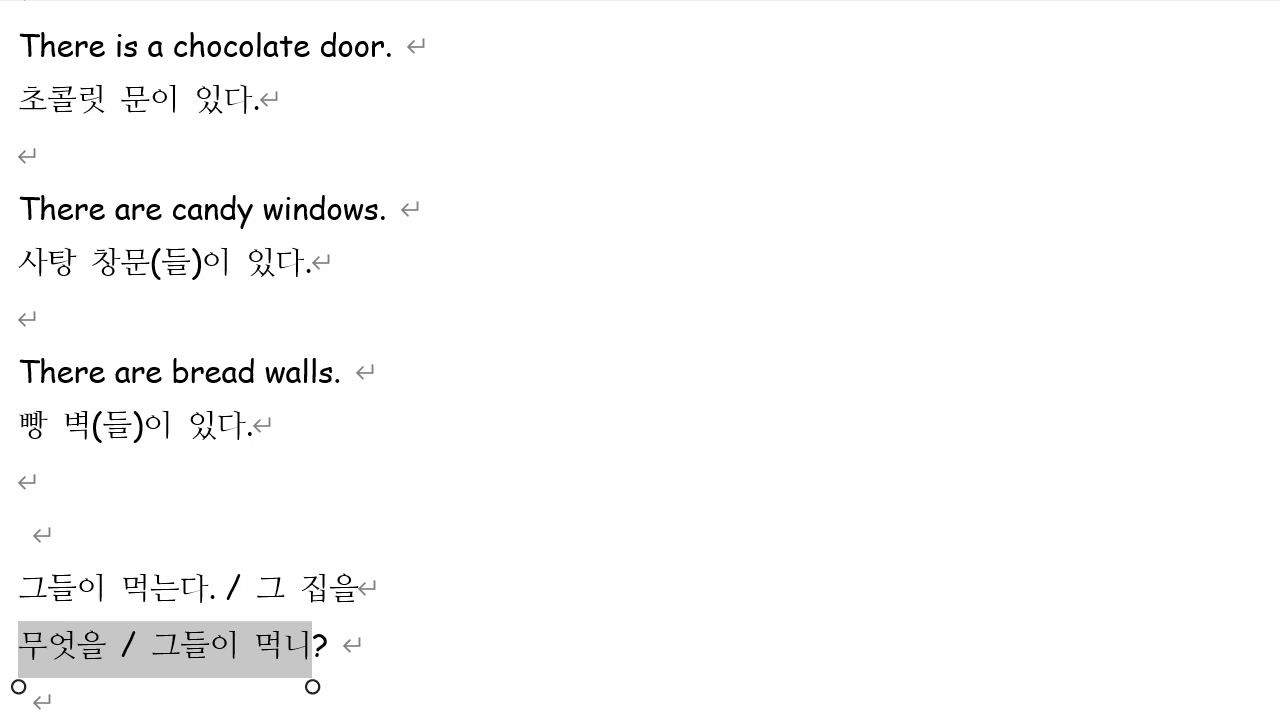 There is a chocolate door.
초콜릿 문이 있다.
There are candy windows.
사탕 창문(들)이 있다.
There are bread walls.
빵 벽(들)이 있다.
그들이 먹는다. / 그 집을
무엇을 / 그들이 먹니?